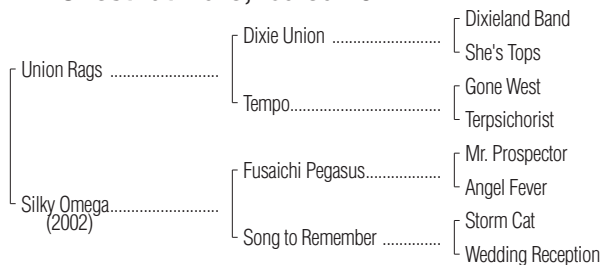 Dixieland Band
Dixie Union ........................
She's Tops
Union Rags ........................
Gone West
Tempo.................................
Terpsichorist
Mr. Prospector
Fusaichi Pegasus.................
Angel Fever
Silky Omega........................
(2002)
Storm Cat
Song to Remember .............
Wedding Reception